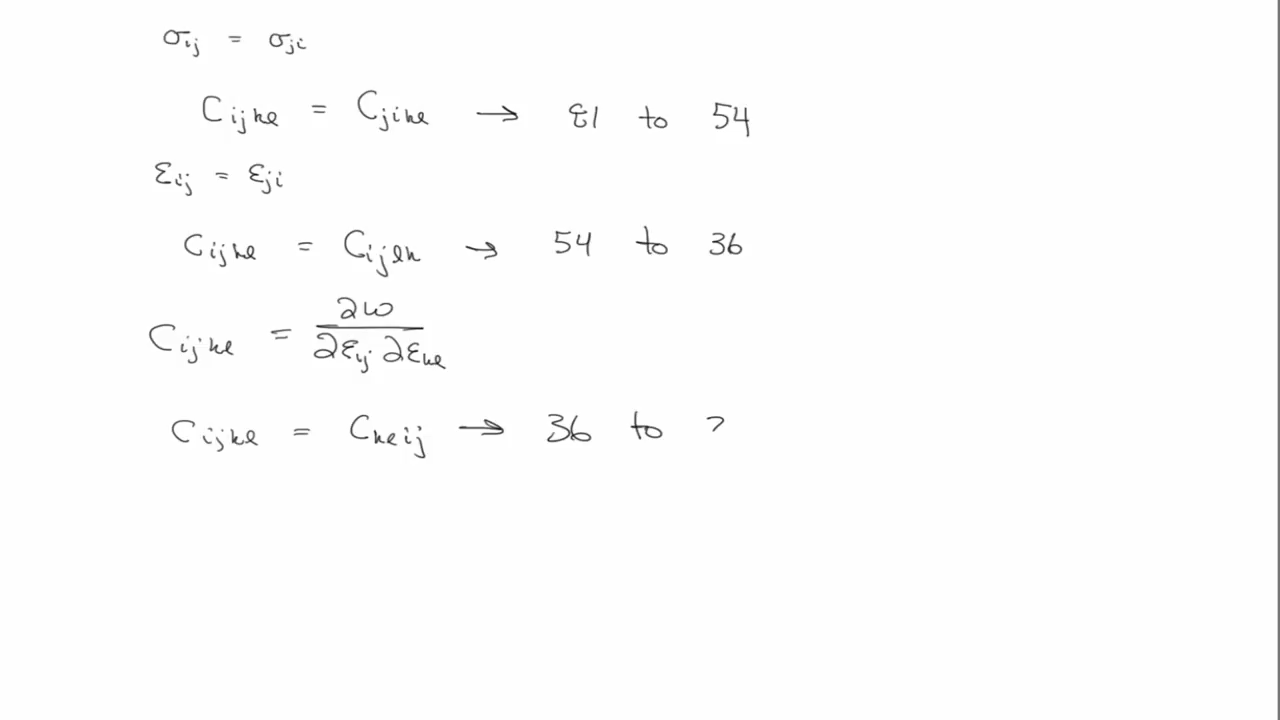 σij = σji
Cijkl = Cjikl → 81 to 54
εij = εji
Cijkl = Cijlk → 54 to 36
Cijkl = ∂w / ∂εij ∂εkl
Cijkl = Cklij → 36 to 2